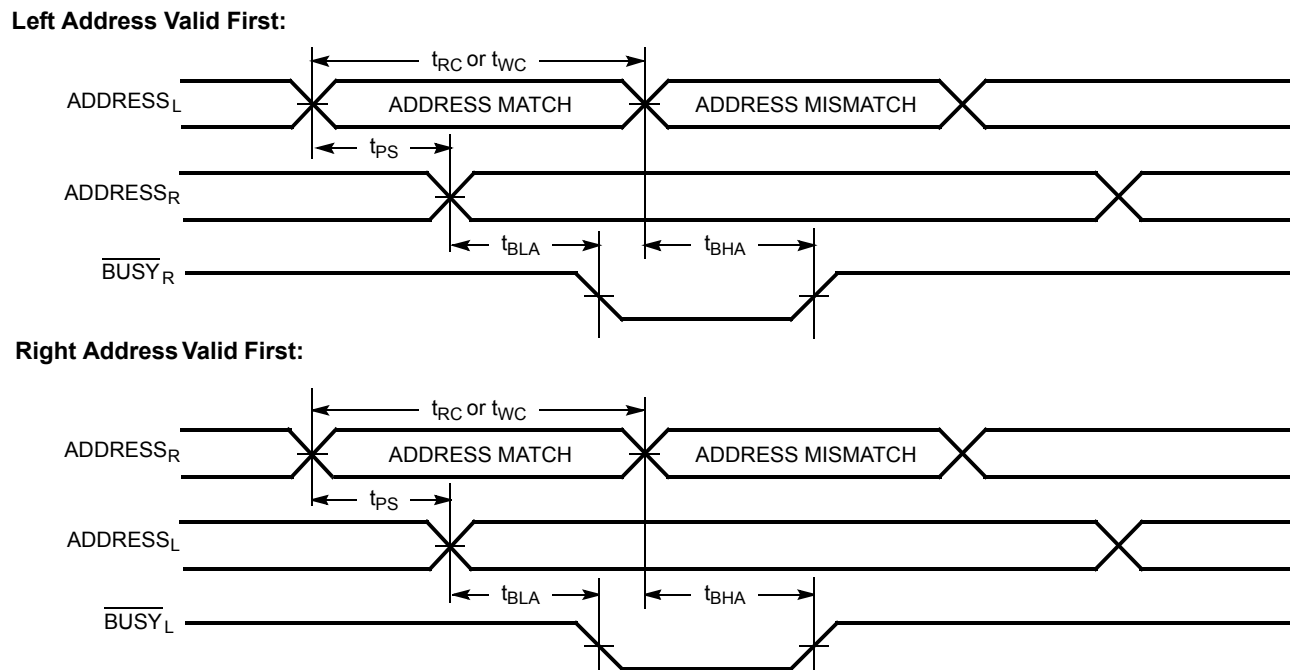 Left Address Valid First:
tRC or tWC
ADDRESSL
ADDRESS MATCH
ADDRESS MISMATCH
tPS
ADDRESSR
tBLA
tBHA
BUSYR
Right Address Valid First:
tRC or tWC
ADDRESSR
ADDRESS MATCH
ADDRESS MISMATCH
tPS
ADDRESSL
tBLA
tBHA
BUSYL